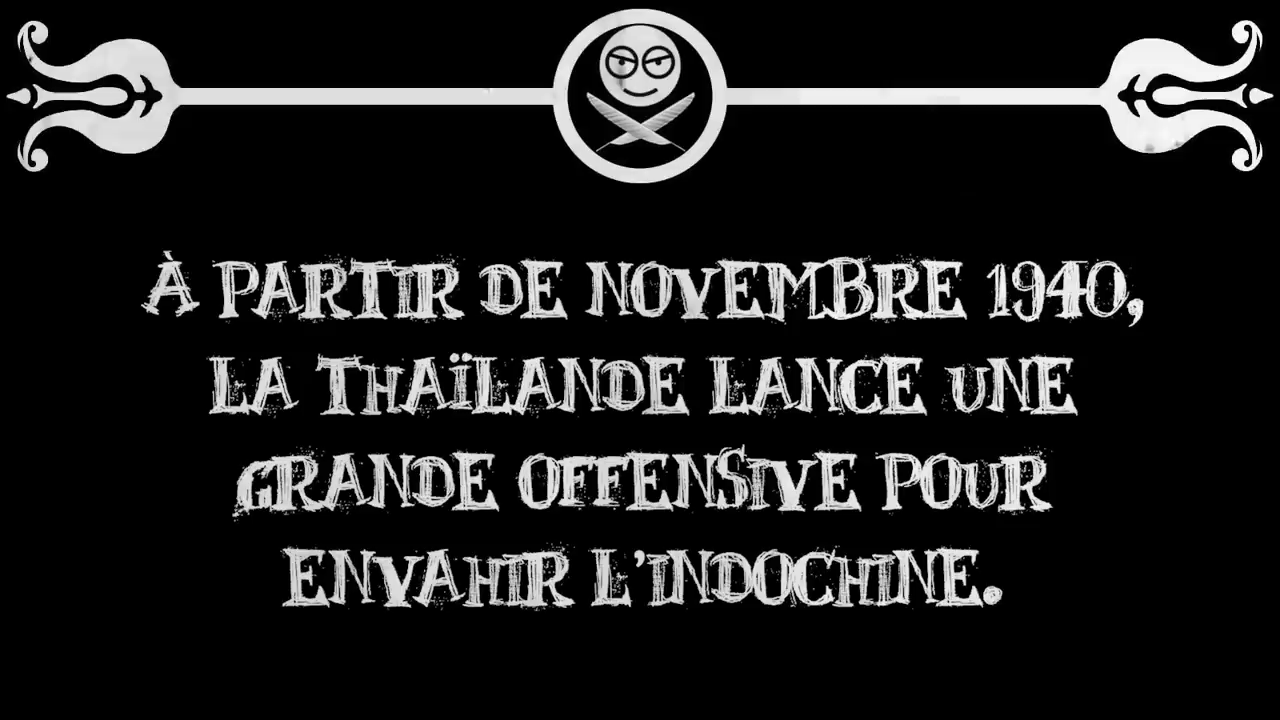 À PARTIR DE NOVEMBRE 1940,
LA THAÏLANDE LANCE UNE
GRANDE OFFENSIVE POUR
ENVAHIR L'INDOCHINE.